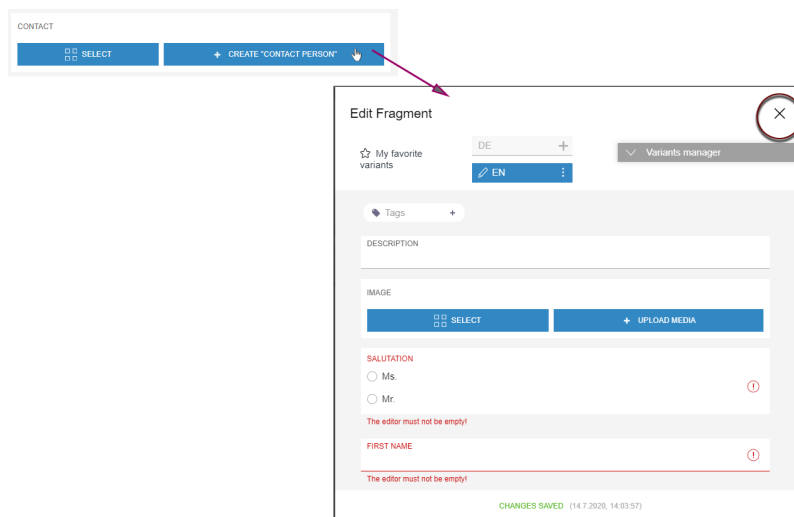 CONTACT
SELECT
+ CREATE "CONTACT PERSON"
Edit Fragment
My favorite
variants
DE
EN
Variants manager
Tags +
DESCRIPTION
IMAGE
SELECT
+ UPLOAD MEDIA
SALUTATION
Ms.
Mr.
The editor must not be empty!
FIRST NAME
The editor must not be empty!
CHANGES SAVED (14.7.2020, 14:03:57)